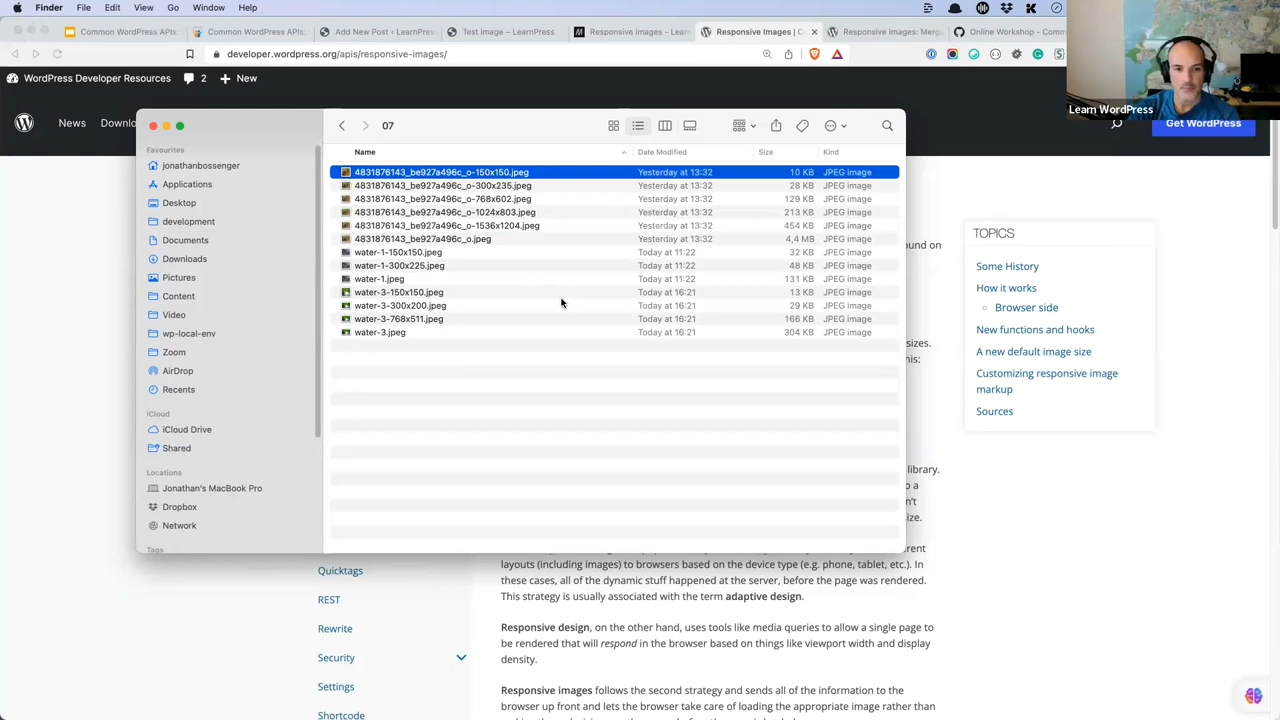 Finder File Edit View Go Window Help
Common WordPress APIs:
Common WordPress APIs:
Add New Post ‹ LearnPress
Test image – LearnPress
Responsive images - Learn
Responsive Images | C
Responsive Images: Merg
Online Workshop - Comm
developer.wordpress.org/apis/responsive-images/
WordPress Developer Resources 2 New
Learn WordPress
News Downlo
Get WordPress
07
Favourites
jonathanbossenger
Applications
Desktop
development
Documents
Downloads
Pictures
Content
Video
wp-local-env
Zoom
AirDrop
Recents
iCloud
iCloud Drive
Shared
Locations
Jonathan's MacBook Pro
Dropbox
Network
Tags
Name Date Modified Size Kind
4831876143_be927a496c_o-150x150.jpeg Yesterday at 13:32 10 KB JPEG image
4831876143_be927a496c_o-300x235.jpeg Yesterday at 13:32 28 KB JPEG image
4831876143_be927a496c_o-768x602.jpeg Yesterday at 13:32 129 KB JPEG image
4831876143_be927a496c_o-1024x803.jpeg Yesterday at 13:32 213 KB JPEG image
4831876143_be927a496c_o-1536x1204.jpeg Yesterday at 13:32 454 KB JPEG image
4831876143_be927a496c_o.jpeg Yesterday at 13:32 4,4 MB JPEG image
water-1-150x150.jpeg Today at 11:22 32 KB JPEG image
water-1-300x225.jpeg Today at 11:22 48 KB JPEG image
water-1.jpeg Today at 11:22 131 KB JPEG image
water-3-150x150.jpeg Today at 16:21 13 KB JPEG image
water-3-300x200.jpeg Today at 16:21 29 KB JPEG image
water-3-768x511.jpeg Today at 16:21 166 KB JPEG image
water-3.jpeg Today at 16:21 304 KB JPEG image
ound on
sizes.
his:
library.
o a
n't
ize.
TOPICS
Some History
How it works
Browser side
New functions and hooks
A new default image size
Customizing responsive image
markup
Sources
Quicktags
REST
Rewrite
Security
Settings
Shortcode
erent
layouts (including images) to browsers based on the device type (e.g. phone, tablet, etc.). In
these cases, all of the dynamic stuff happened at the server, before the page was rendered.
This strategy is usually associated with the term adaptive design.
Responsive design, on the other hand, uses tools like media queries to allow a single page to
be rendered that will respond in the browser based on things like viewport width and display
density.
Responsive images follows the second strategy and sends all of the information to the
browser up front and lets the browser take care of loading the appropriate image rather than